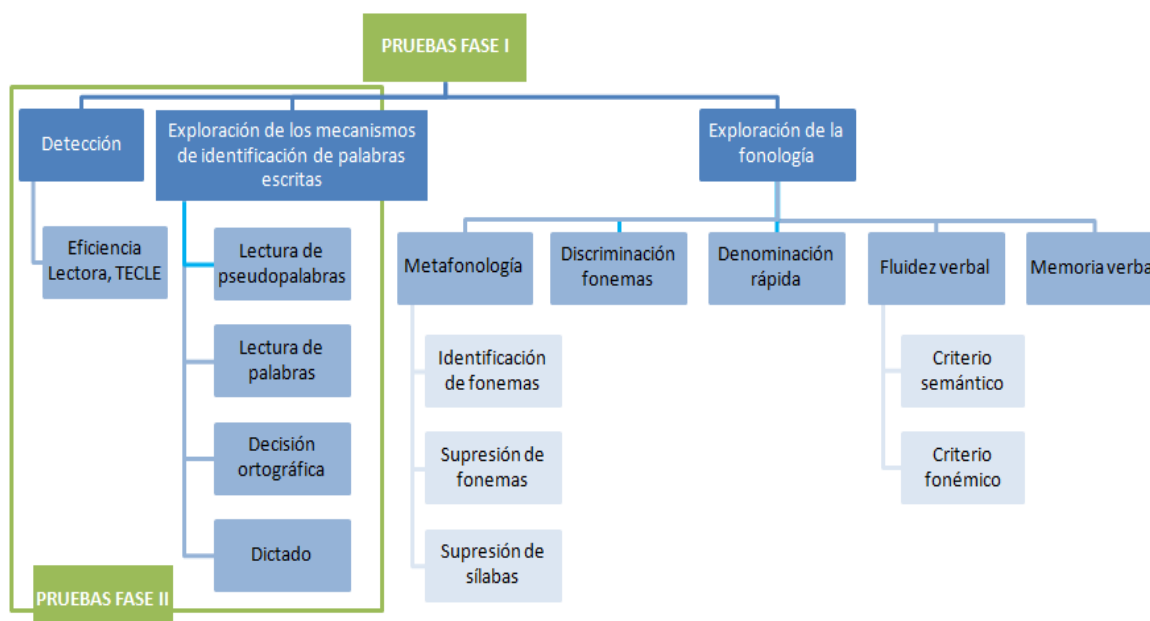 PRUEBAS FASE I
Detección
Exploración de los mecanismos
de identificación de palabras
escritas
Exploración de la
fonología
Eficiencia
Lectora, TECLE
Lectura de
pseudopalabras
Lectura de
palabras
Decisión
ortográfica
Dictado
Metafonología
Identificación
de fonemas
Supresión de
fonemas
Supresión de
sílabas
Discriminación
fonemas
Denominación
rápida
Fluidez verbal
Criterio
semántico
Criterio
fonémico
Memoria verbal
PRUEBAS FASE II